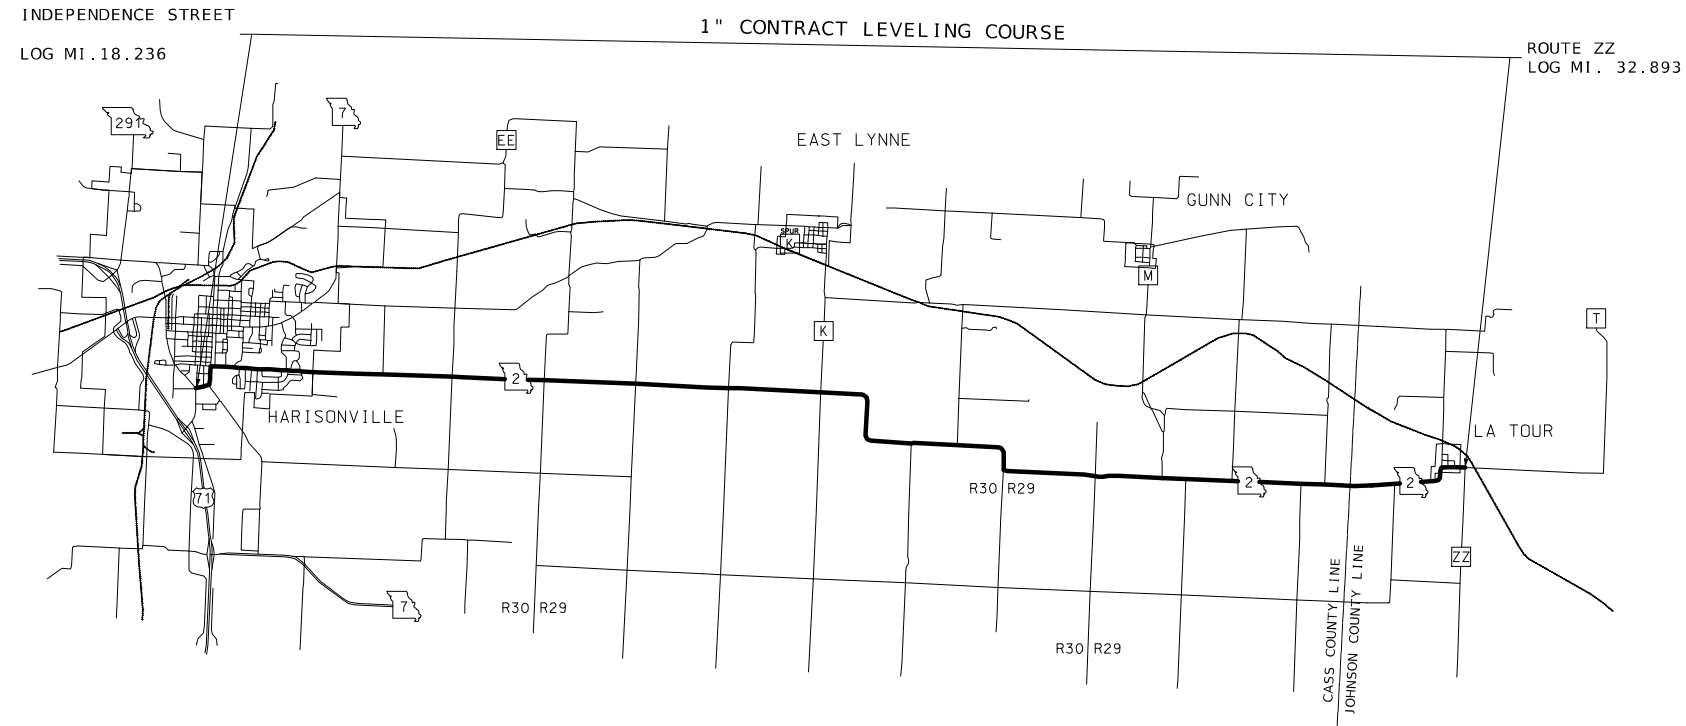 INDEPENDENCE STREET
LOG MI.18.236
1" CONTRACT LEVELING COURSE
ROUTE ZZ
LOG MI. 32.893
291
7
EE
EAST LYNNE
GUNN CITY
SPUR
K
M
K
T
2
HARISONVILLE
LA TOUR
2
2
R30 R29
71
ZZ
7
R30 R29
R30 R29
CASS COUNTY LINE
JOHNSON COUNTY LINE